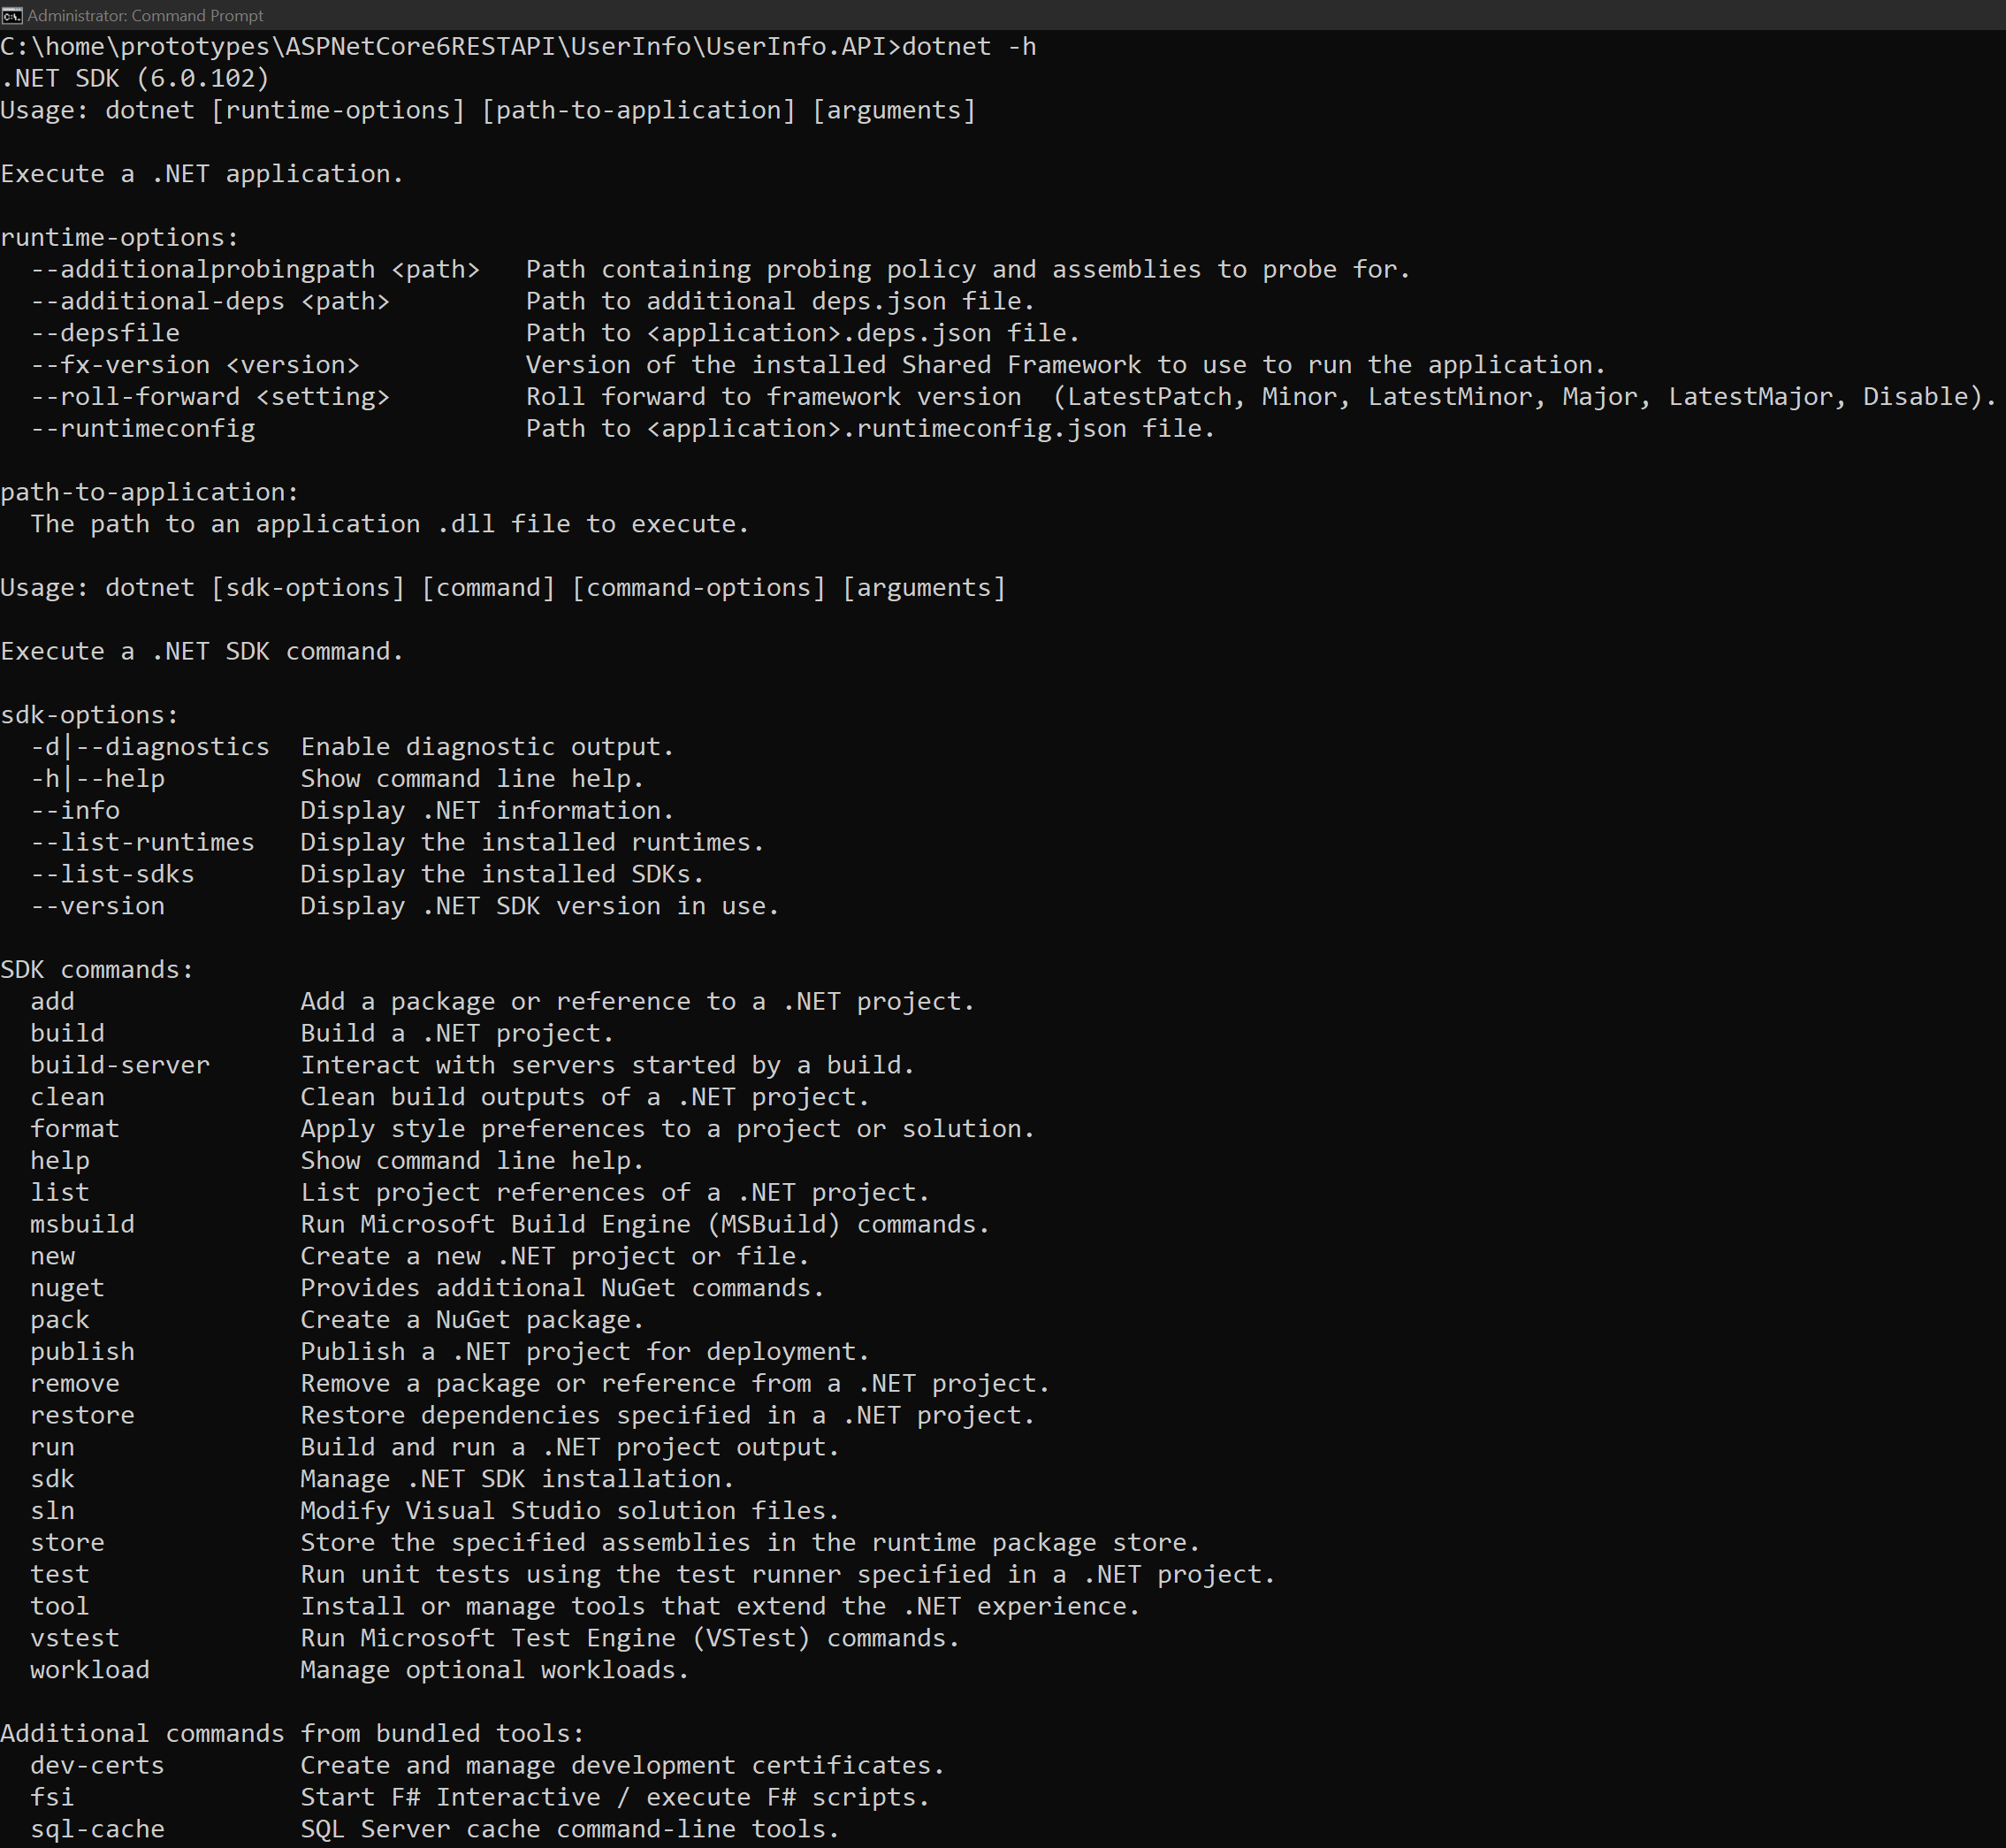 Administrator: Command Prompt
C:\home\prototypes\ASPNetCore6RESTAPI\UserInfo\UserInfo.API>dotnet -h
.NET SDK (6.0.102)
Usage: dotnet [runtime-options] [path-to-application] [arguments]
Execute a .NET application.
runtime-options:
--additionalprobingpath <path>   Path containing probing policy and assemblies to probe for.
--additional-deps <path>         Path to additional deps.json file.
--depsfile                       Path to <application>.deps.json file.
--fx-version <version>           Version of the installed Shared Framework to use to run the application.
--roll-forward <setting>         Roll forward to framework version  (LatestPatch, Minor, LatestMinor, Major, LatestMajor, Disable).
--runtimeconfig                  Path to <application>.runtimeconfig.json file.
path-to-application:
The path to an application .dll file to execute.
Usage: dotnet [sdk-options] [command] [command-options] [arguments]
Execute a .NET SDK command.
sdk-options:
-d|--diagnostics  Enable diagnostic output.
-h|--help         Show command line help.
--info            Display .NET information.
--list-runtimes   Display the installed runtimes.
--list-sdks       Display the installed SDKs.
--version         Display .NET SDK version in use.
SDK commands:
add               Add a package or reference to a .NET project.
build             Build a .NET project.
build-server      Interact with servers started by a build.
clean             Clean build outputs of a .NET project.
format            Apply style preferences to a project or solution.
help              Show command line help.
list              List project references of a .NET project.
msbuild           Run Microsoft Build Engine (MSBuild) commands.
new               Create a new .NET project or file.
nuget             Provides additional NuGet commands.
pack              Create a NuGet package.
publish           Publish a .NET project for deployment.
remove            Remove a package or reference from a .NET project.
restore           Restore dependencies specified in a .NET project.
run               Build and run a .NET project output.
sdk               Manage .NET SDK installation.
sln               Modify Visual Studio solution files.
store             Store the specified assemblies in the runtime package store.
test              Run unit tests using the test runner specified in a .NET project.
tool              Install or manage tools that extend the .NET experience.
vstest            Run Microsoft Test Engine (VSTest) commands.
workload          Manage optional workloads.
Additional commands from bundled tools:
dev-certs         Create and manage development certificates.
fsi               Start F# Interactive / execute F# scripts.
sql-cache         SQL Server cache command-line tools.